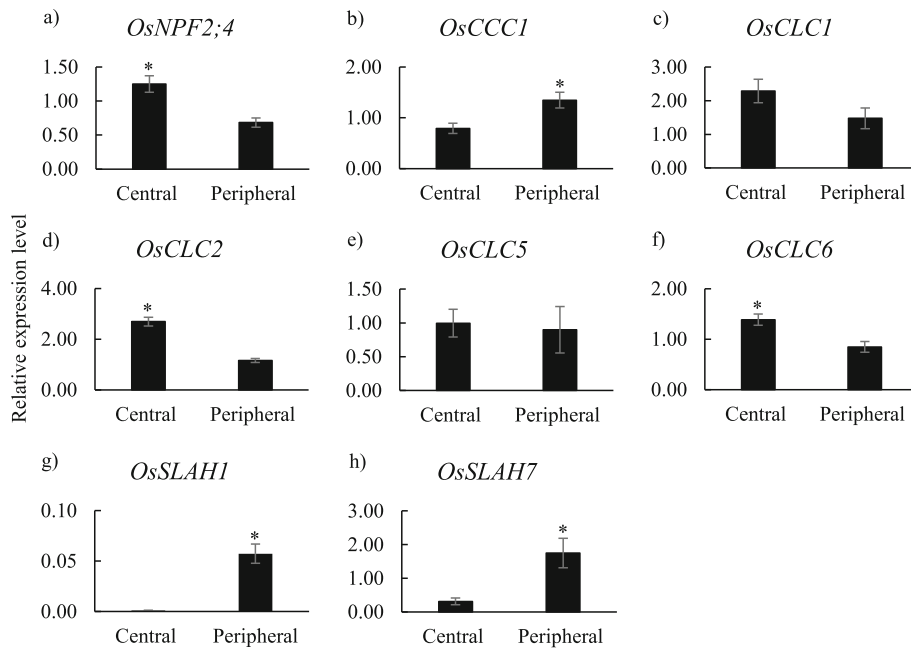 Relative expression level
a)
OsNPF2;4
1.50
1.00
0.50
0.00
*
Central Peripheral
b)
OsCCC1
2.00
1.00
0.00
*
Central Peripheral
c)
OsCLC1
3.00
2.00
1.00
0.00
Central Peripheral
d)
OsCLC2
4.00
2.00
0.00
*
Central Peripheral
e)
OsCLC5
1.50
1.00
0.50
0.00
Central Peripheral
f)
OsCLC6
2.00
1.00
0.00
*
Central Peripheral
g)
OsSLAH1
0.10
0.05
0.00
*
Central Peripheral
h)
OsSLAH7
3.00
2.00
1.00
0.00
*
Central Peripheral